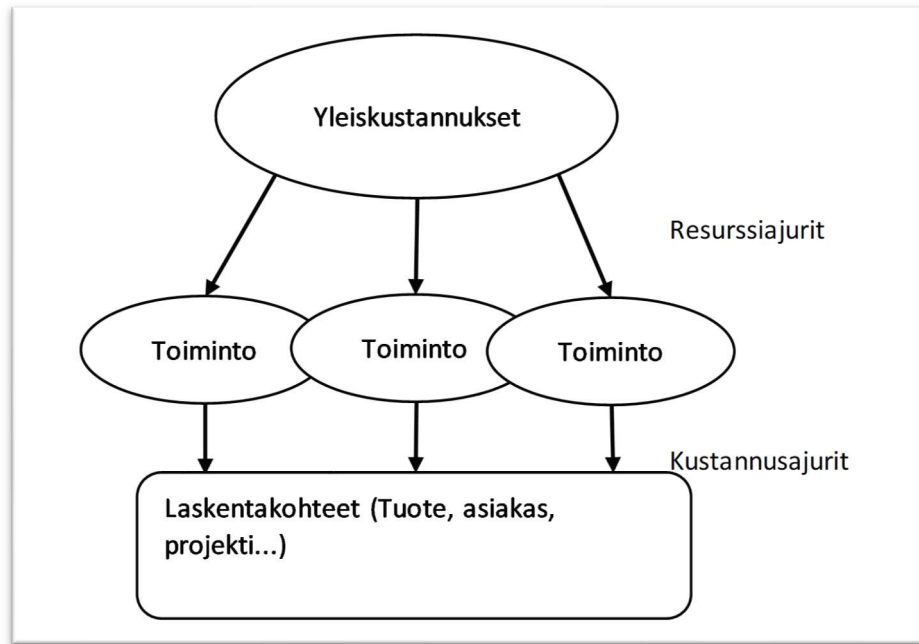 Yleiskustannukset
Resurssiajurit
Toiminto
Toiminto
Toiminto
Kustannusajurit
Laskentakohteet (Tuote, asiakas,
projekti...)